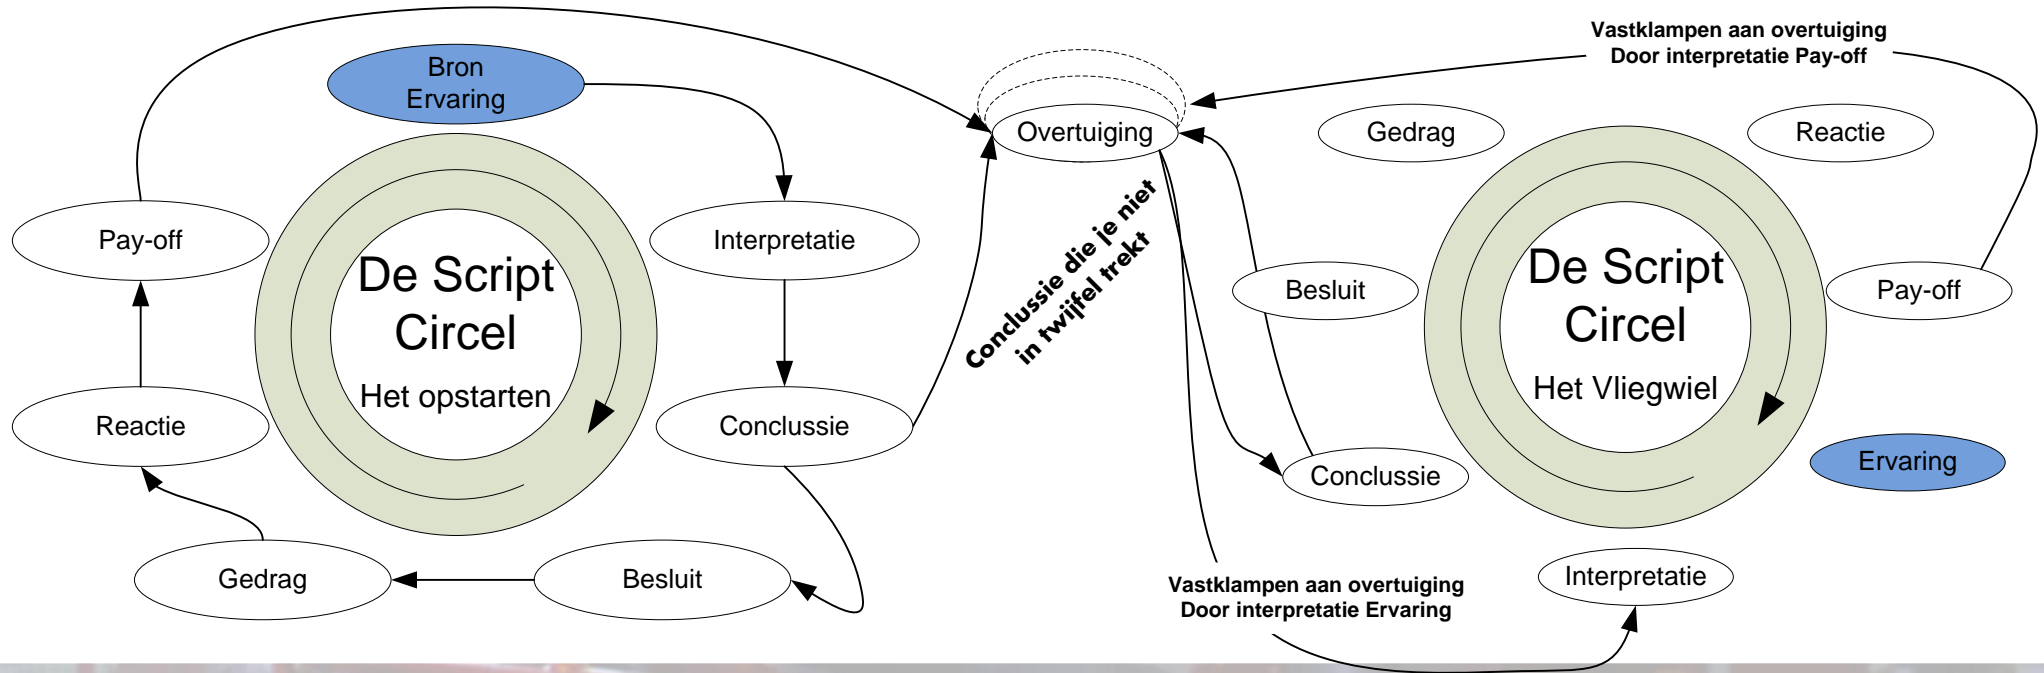 Bron
Ervaring
Interpretatie
Conclussie
Besluit
Gedrag
Reactie
Pay-off
De Script
Circel
Het opstarten
Overtuiging
Conclussie die je niet
in twijfel trekt
Vastklampen aan overtuiging
Door interpretatie Pay-off
Gedrag
Reactie
Besluit
Pay-off
De Script
Circel
Het Vliegwiel
Conclussie
Ervaring
Interpretatie
Vastklampen aan overtuiging
Door interpretatie Ervaring